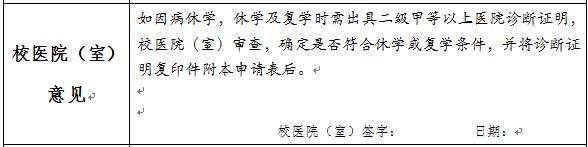 校医院（室）
意见
如因病休学，休学及复学时需出具二级甲等以上医院诊断证明，
校医院（室）审查，确定是否符合休学或复学条件，并将诊断证
明复印件附本申请表后。
校医院（室）签字： 日期：